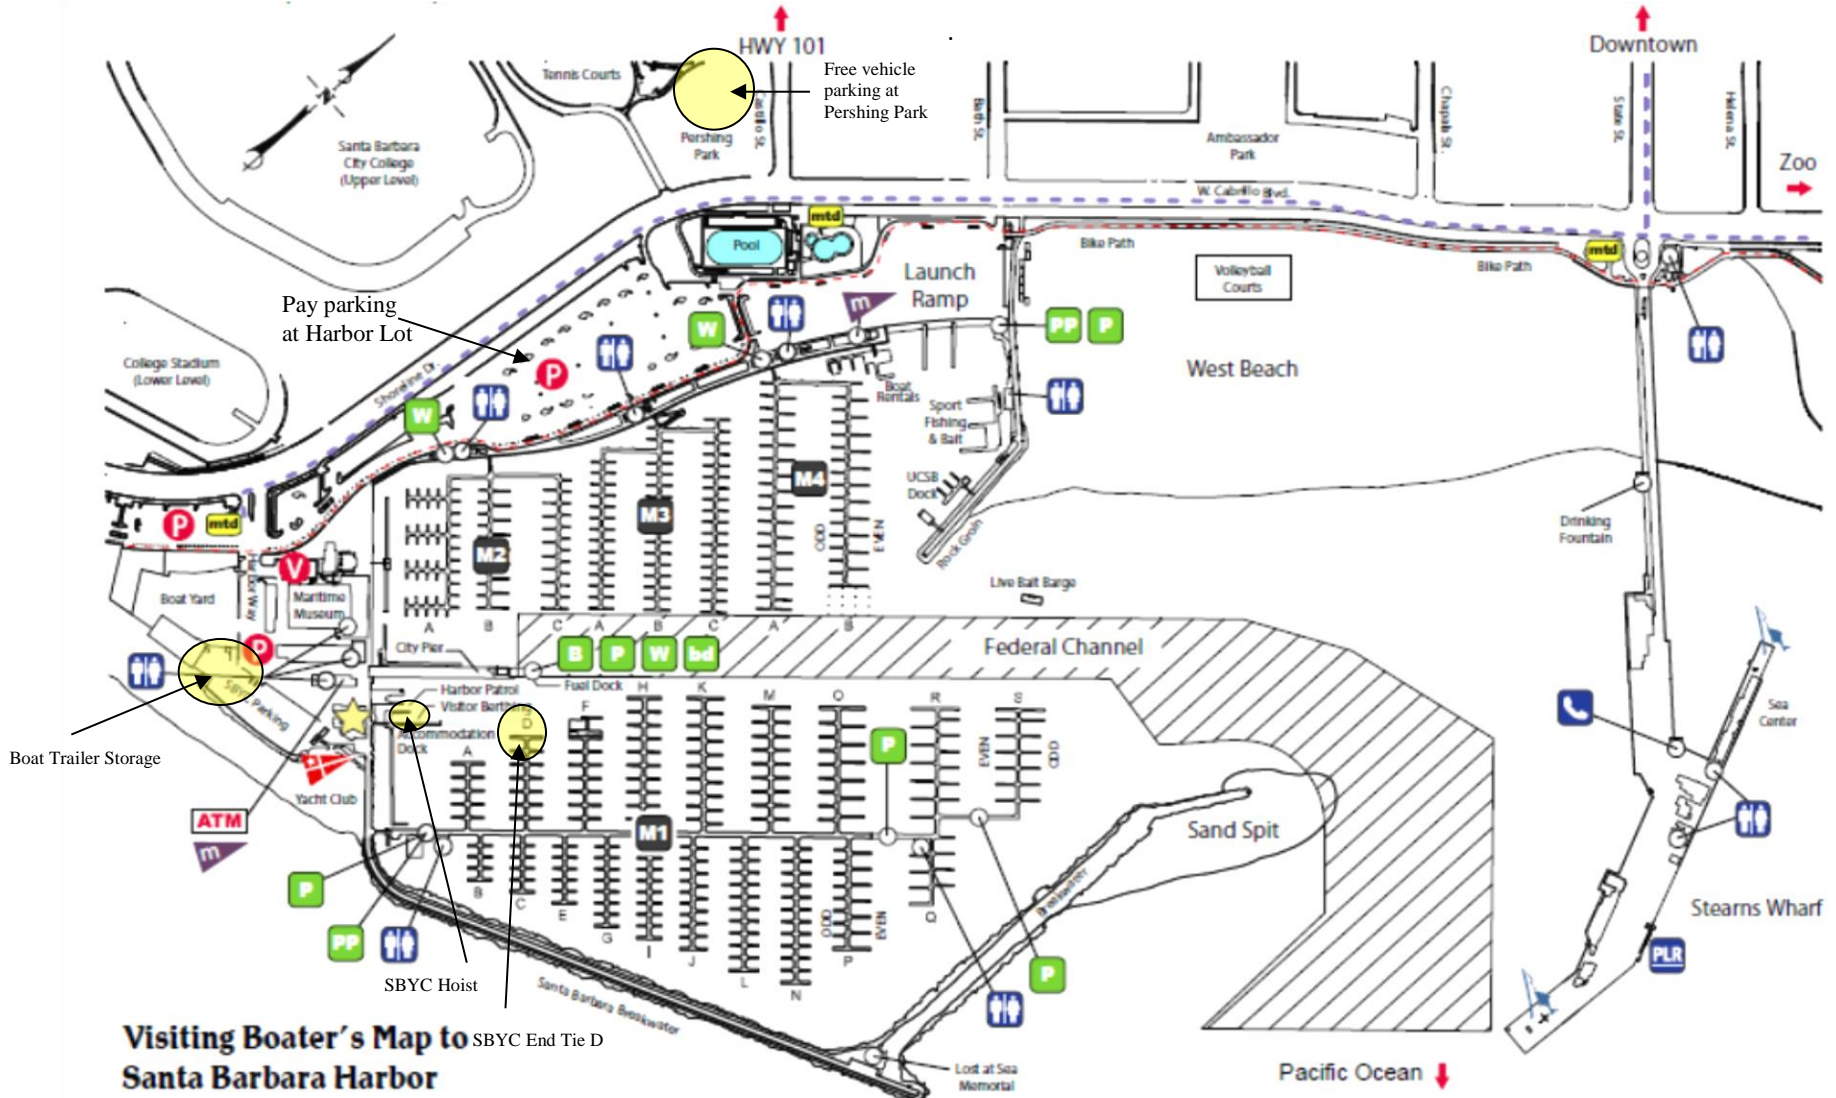 HWY 101
Downtown
Tennis Courts
Free vehicle
parking at
Pershing Park
Castillo St.
Bath St.
Chapala St.
State St.
Helena St.
Santa Barbara
City College
(Upper Level)
Pershing
Park
Ambassador
Park
Zoo
W. Cabrillo Blvd.
mtd
Pool
Bike Path
mtd
Bike Path
Launch
Ramp
Volleyball
Courts
Pay parking
at Harbor Lot
W
m
PP
P
College Stadium
(Lower Level)
Shoreline Dr.
P
West Beach
Boat
Rentals
Sport
Fishing
& Bait
W
UCSB
Dock
M4
M3
M2
ODD
EVEN
Rock Groin
P
mtd
Drinking
Fountain
Harbor Way
V
Boat Yard
Maritime
Museum
Live Bait Barge
A
B
C
A
B
C
A
B
City Pier
P
B
P
W
bd
Federal Channel
Fuel Dock
SBYC Parking
Harbor Patrol
Visitor Berthing
Accommodation
Dock
Boat Trailer Storage
Yacht Club
ATM
m
A
D
F
H
K
M
O
R
S
EVEN
ODD
P
Sea
Center
M1
Sand Spit
P
PP
B
C
E
G
I
J
L
N
ODD
P
EVEN
Q
Breakwater
P
Stearns Wharf
PLR
SBYC Hoist
Santa Barbara Breakwater
SBYC End Tie D
Visiting Boater's Map to
Santa Barbara Harbor
Lost at Sea
Memorial
Pacific Ocean